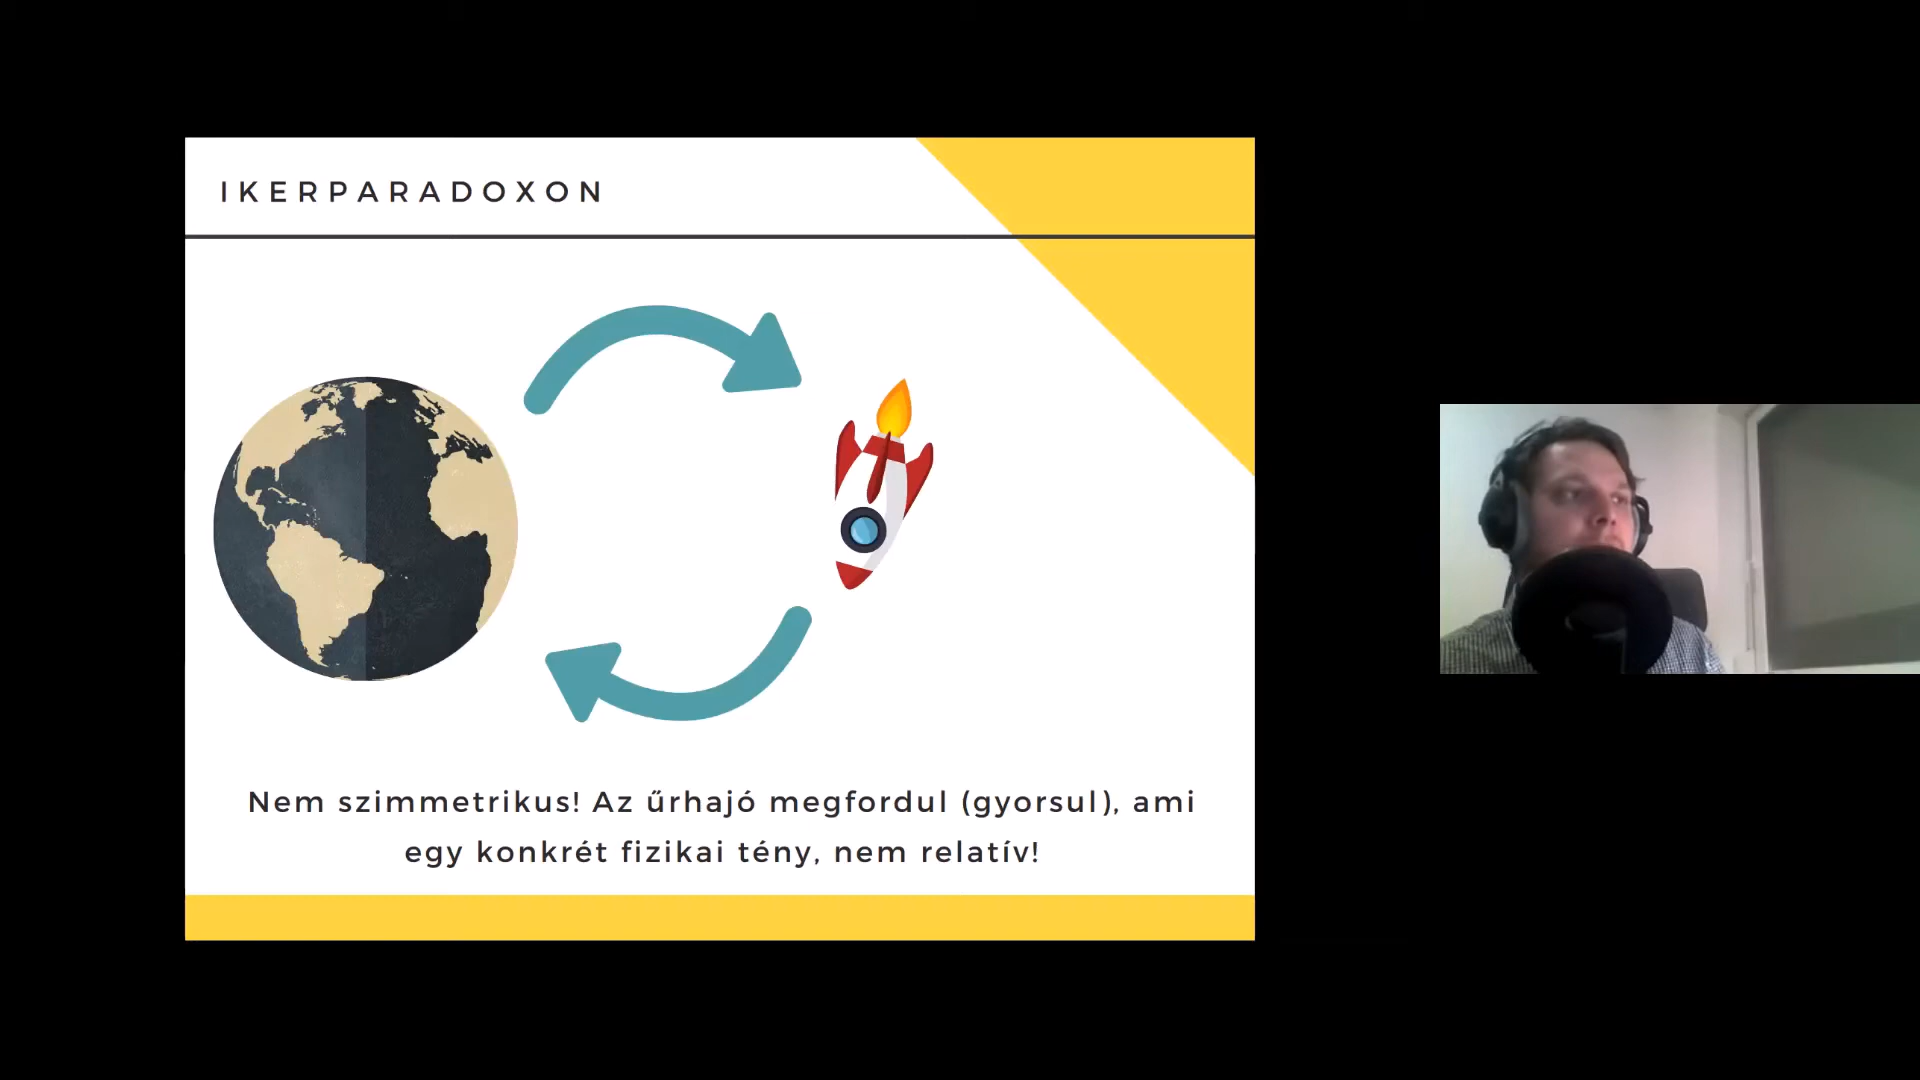 IKERPARADOXON
Nem szimmetrikus! Az űrhajó megfordul (gyorsul), ami
egy konkrét fizikai tény, nem relatív!